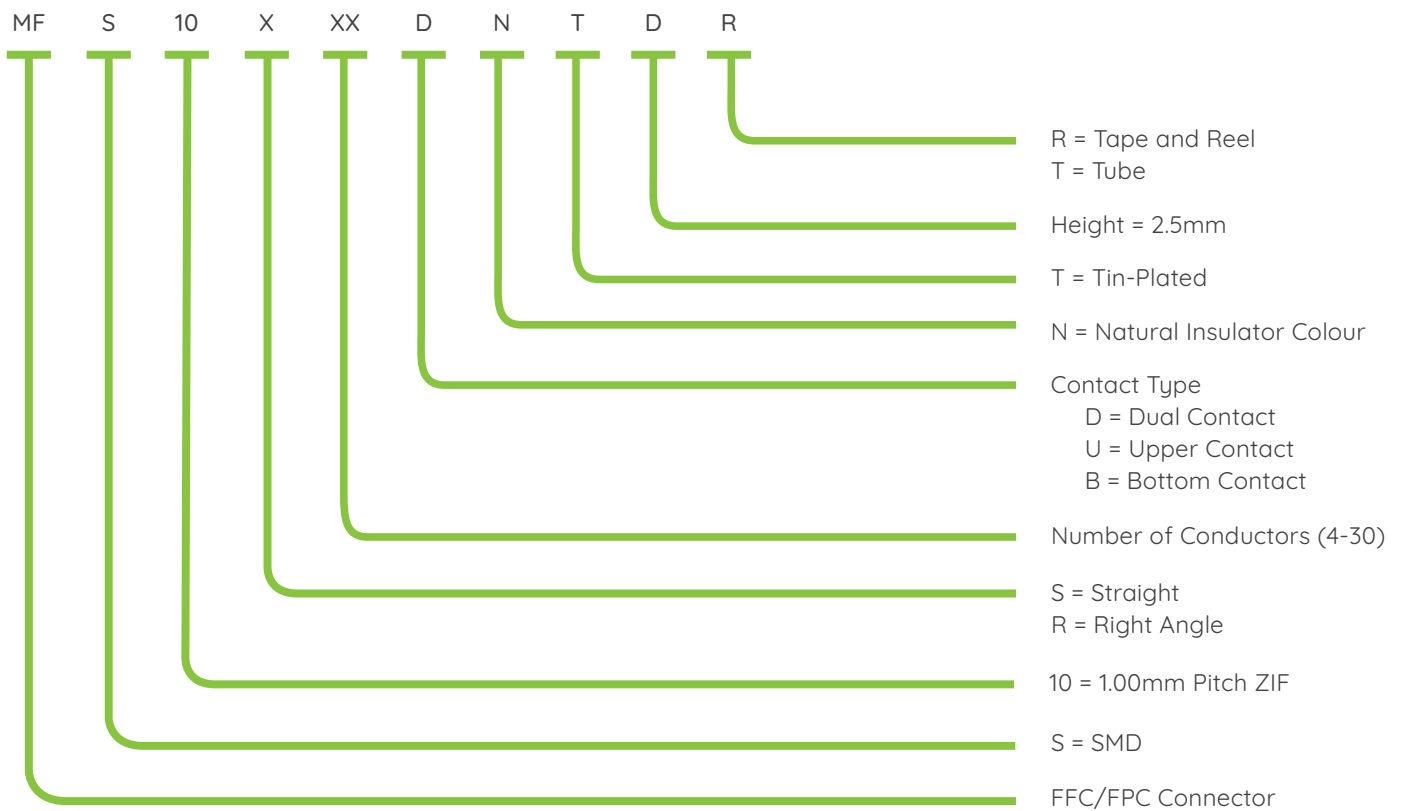 MF S 10 X XX D N T D R
R = Tape and Reel
T = Tube
Height = 2.5mm
T = Tin-Plated
N = Natural Insulator Colour
Contact Type
D = Dual Contact
U = Upper Contact
B = Bottom Contact
Number of Conductors (4-30)
S = Straight
R = Right Angle
10 = 1.00mm Pitch ZIF
S = SMD
FFC/FPC Connector